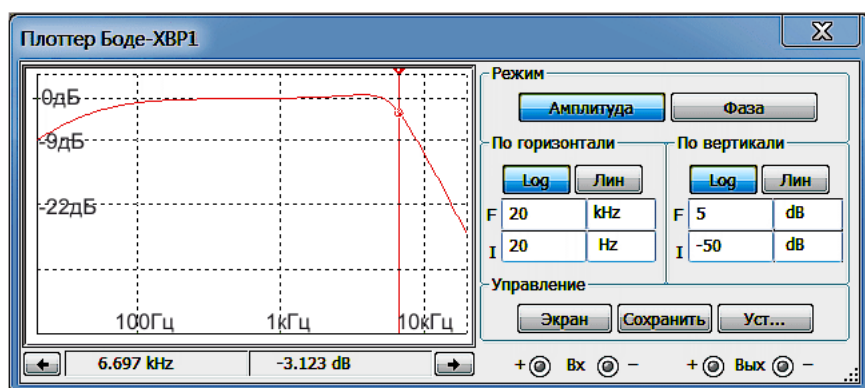 Плоттер Боде-XBP1
X
Режим
Амплитуда Фаза
По горизонтали По вертикали
Log Лин Log Лин
F 20 kHz F 5 dB
I 20 Hz I -50 dB
Управление
Экран Сохранить Уст...
+ Вх − + Вых −
-0дБ
-9дБ
-22дБ
100Гц 1кГц 10кГц
6.697 kHz -3.123 dB